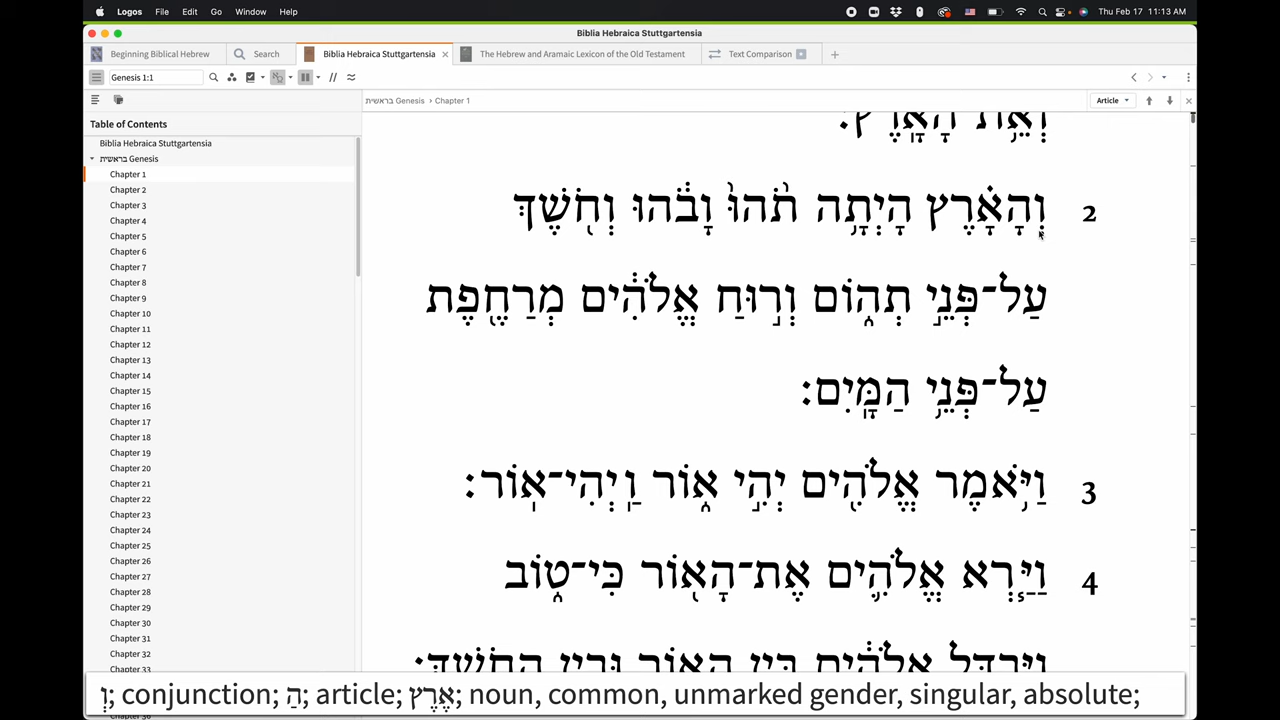 Logos File Edit Go Window Help Thu Feb 17 11:13 AM
Biblia Hebraica Stuttgartensia
Beginning Biblical Hebrew Search Biblia Hebraica Stuttgartensia The Hebrew and Aramaic Lexicon of the Old Testament Text Comparison
Genesis 1:1
בראשית Genesis › Chapter 1 Article
Table of Contents
Biblia Hebraica Stuttgartensia
בראשית Genesis
Chapter 1
Chapter 2
Chapter 3
Chapter 4
Chapter 5
Chapter 6
Chapter 7
Chapter 8
Chapter 9
Chapter 10
Chapter 11
Chapter 12
Chapter 13
Chapter 14
Chapter 15
Chapter 16
Chapter 17
Chapter 18
Chapter 19
Chapter 20
Chapter 21
Chapter 22
Chapter 23
Chapter 24
Chapter 25
Chapter 26
Chapter 27
Chapter 28
Chapter 29
Chapter 30
Chapter 31
Chapter 32
Chapter 33
וְאֵ֥ת הָאָֽרֶץ׃
2 וְהָאָ֗רֶץ הָיְתָ֥ה תֹ֙הוּ֙ וָבֹ֔הוּ וְחֹ֖שֶׁךְ
עַל־פְּנֵ֣י תְה֑וֹם וְר֣וּחַ אֱלֹהִ֔ים מְרַחֶ֖פֶת
עַל־פְּנֵ֥י הַמָּֽיִם׃
3 וַיֹּ֥אמֶר אֱלֹהִ֖ים יְהִ֣י א֑וֹר וַֽיְהִי־אֽוֹר׃
4 וַיַּ֧רְא אֱלֹהִ֛ים אֶת־הָא֖וֹר כִּי־ט֑וֹב
וַיַּבְדֵּ֣ל אֱלֹהִ֔ים בֵּ֥ין הָא֖וֹר וּבֵ֥ין הַחֹֽשֶׁךְ׃
וְ; conjunction; הַ; article; אֶרֶץ; noun, common, unmarked gender, singular, absolute;